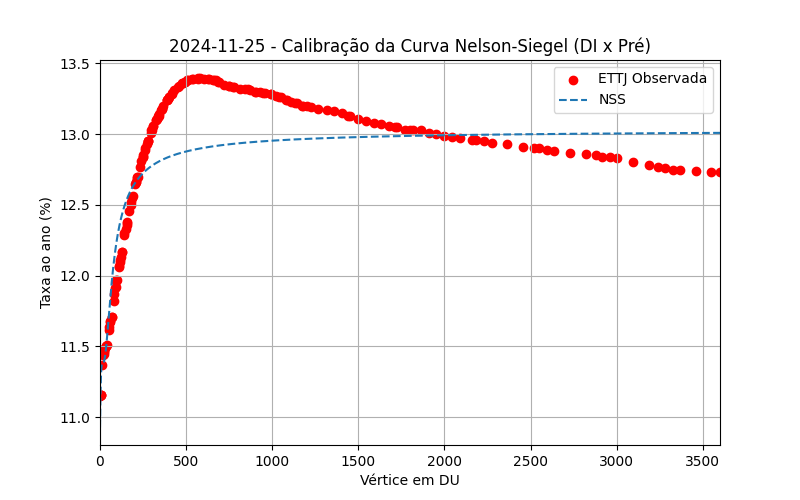 2024-11-25 - Calibração da Curva Nelson-Siegel (DI x Pré)
13.5
13.0
12.5
12.0
11.5
11.0
Taxa ao ano (%)
ETTJ Observada
NSS
0 500 1000 1500 2000 2500 3000 3500
Vértice em DU